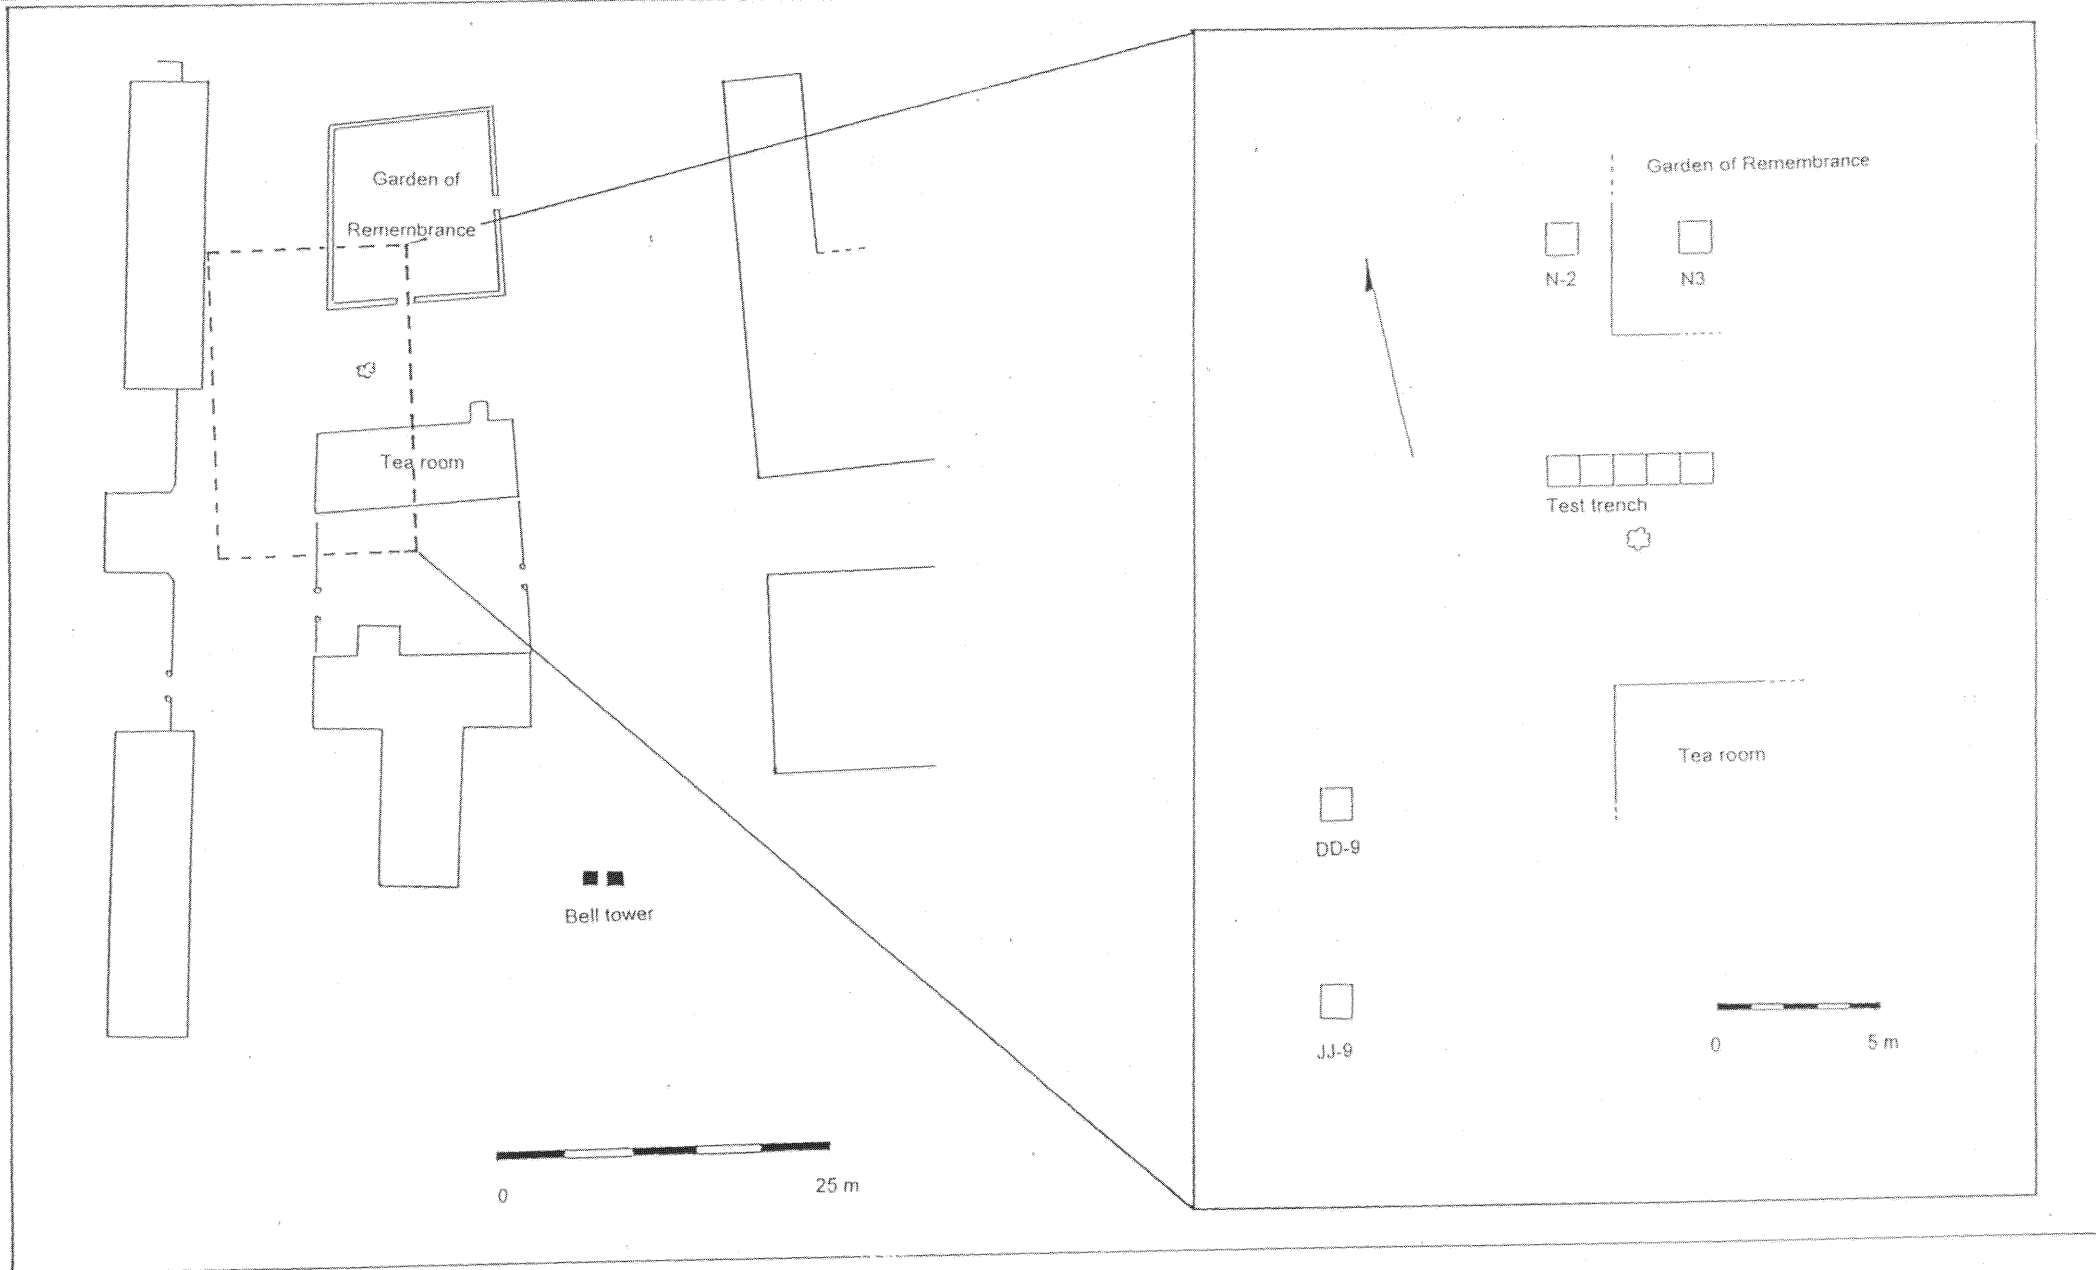 Garden of
Remembrance
Tea room
Bell tower
0
25 m
Garden of Remembrance
N-2
N3
Test trench
Tea room
DD-9
JJ-9
0
5 m